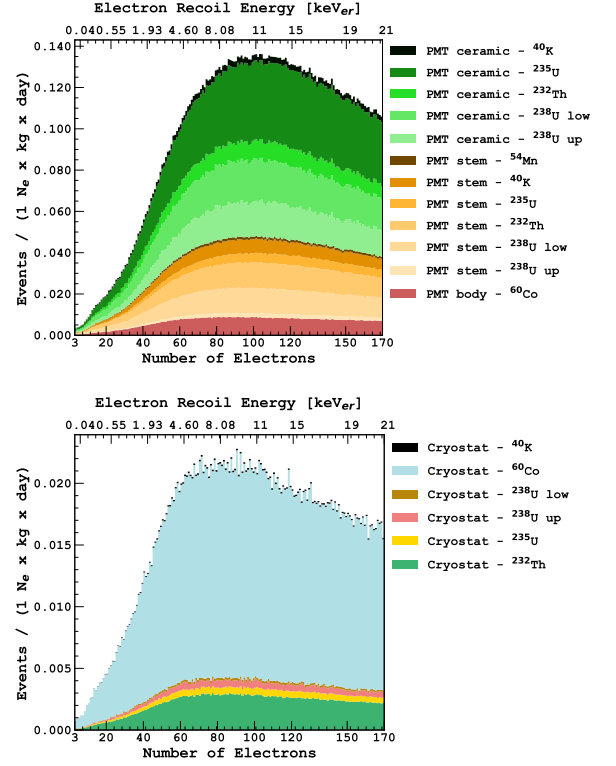 Electron Recoil Energy [keV_er]
0.04 0.55 1.93 4.60 8.08 11 15 19 21
0.140
0.120
0.100
0.080
0.060
0.040
0.020
0.000
Events / (1 N_e x kg x day)
3 20 40 60 80 100 120 150 170
Number of Electrons
PMT ceramic - ⁴⁰K
PMT ceramic - ²³⁵U
PMT ceramic - ²³²Th
PMT ceramic - ²³⁸U low
PMT ceramic - ²³⁸U up
PMT stem - ⁵⁴Mn
PMT stem - ⁴⁰K
PMT stem - ²³⁵U
PMT stem - ²³²Th
PMT stem - ²³⁸U low
PMT stem - ²³⁸U up
PMT body - ⁶⁰Co
Electron Recoil Energy [keV_er]
0.04 0.55 1.93 4.60 8.08 11 15 19 21
0.020
0.015
0.010
0.005
0.000
Events / (1 N_e x kg x day)
3 20 40 60 80 100 120 150 170
Number of Electrons
Cryostat - ⁴⁰K
Cryostat - ⁶⁰Co
Cryostat - ²³⁸U low
Cryostat - ²³⁸U up
Cryostat - ²³⁵U
Cryostat - ²³²Th